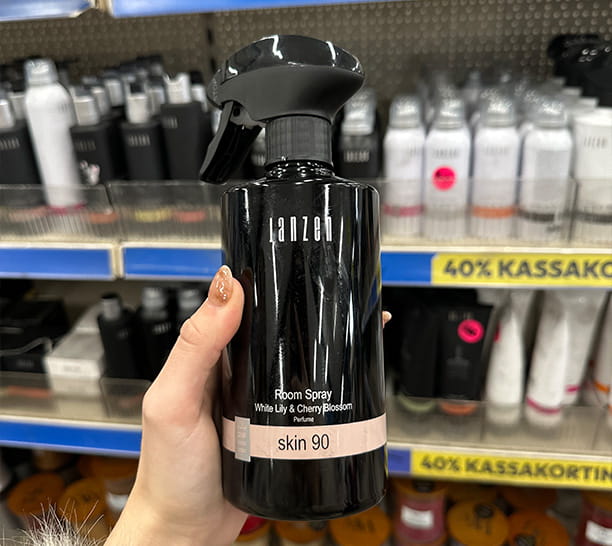 Janzen
Room Spray
White Lily & Cherry Blossom
Perfume
skin 90
40% KASSAKO
40% KASSAKORTIN